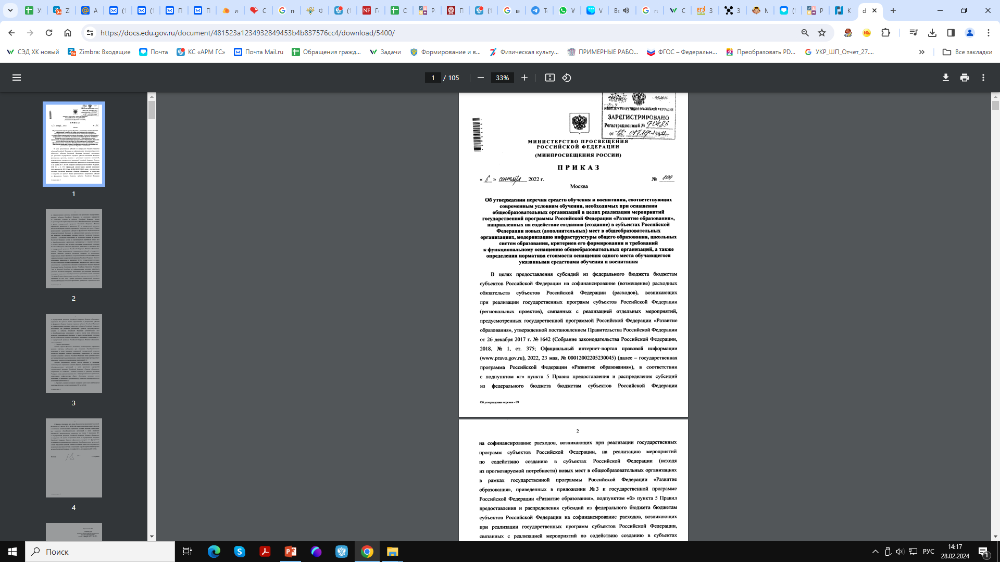 https://docs.edu.gov.ru/document/481523a1234932849453b4b837576cc4/download/5400/
СЭД ХК новый
Zimbra: Входящие
Почта
КС «АРМ ГС»
Почта Mail.ru
Обращения гражд...
Задачи
Формирование и в...
Физическая культу...
ПРИМЕРНЫЕ РАБО...
ФГОС – Федеральн...
Преобразовать PD...
УКР_ШП_Отчет_27....
Все закладки
1 / 105
33%
1
2
3
4
ЗАРЕГИСТРИРОВАНО
Регистрационный № 70483
МИНИСТЕРСТВО ПРОСВЕЩЕНИЯ
РОССИЙСКОЙ ФЕДЕРАЦИИ
(МИНПРОСВЕЩЕНИЯ РОССИИ)
ПРИКАЗ
« 6 » сентября 2022 г.
№ 804
Москва
Об утверждении перечня средств обучения и воспитания, соответствующих
современным условиям обучения, необходимых при оснащении
общеобразовательных организаций в целях реализации мероприятий
государственной программы Российской Федерации «Развитие образования»,
направленных на содействие созданию (создание) в субъектах Российской
Федерации новых (дополнительных) мест в общеобразовательных
организациях, модернизацию инфраструктуры общего образования, школьных
систем образования, критериев его формирования и требований
к функциональному оснащению общеобразовательных организаций, а также
определении норматива стоимости оснащения одного места обучающегося
указанными средствами обучения и воспитания
В целях предоставления субсидий из федерального бюджета бюджетам
субъектов Российской Федерации на софинансирование (возмещение) расходных
обязательств субъектов Российской Федерации (расходов), возникающих
при реализации государственных программ субъектов Российской Федерации
(региональных проектов), связанных с реализацией отдельных мероприятий,
предусмотренных государственной программой Российской Федерации «Развитие
образования», утвержденной постановлением Правительства Российской Федерации
от 26 декабря 2017 г. № 1642 (Собрание законодательства Российской Федерации,
2018, № 1, ст. 375; Официальный интернет-портал правовой информации
(www.pravo.gov.ru), 2022, 23 мая, № 00012002205230045) (далее – государственная
программа Российской Федерации «Развитие образования»), в соответствии
с подпунктом «г» пункта 5 Правил предоставления и распределения субсидий
из федерального бюджета бюджетам субъектов Российской Федерации
Об утверждении перечня - 09
2
на софинансирование расходов, возникающих при реализации государственных
программ субъектов Российской Федерации, на реализацию мероприятий
по содействию созданию в субъектах Российской Федерации (исходя
из прогнозируемой потребности) новых мест в общеобразовательных организациях
в рамках государственной программы Российской Федерации «Развитие
образования», приведенных в приложении № 3 к государственной программе
Российской Федерации «Развитие образования», подпунктом «б» пункта 5 Правил
предоставления и распределения субсидий из федерального бюджета бюджетам
субъектов Российской Федерации на софинансирование расходов, возникающих
при реализации государственных программ субъектов Российской Федерации,
связанных с реализацией мероприятий по содействию созданию в субъектах
Поиск
РУС
14:17
28.02.2024
1